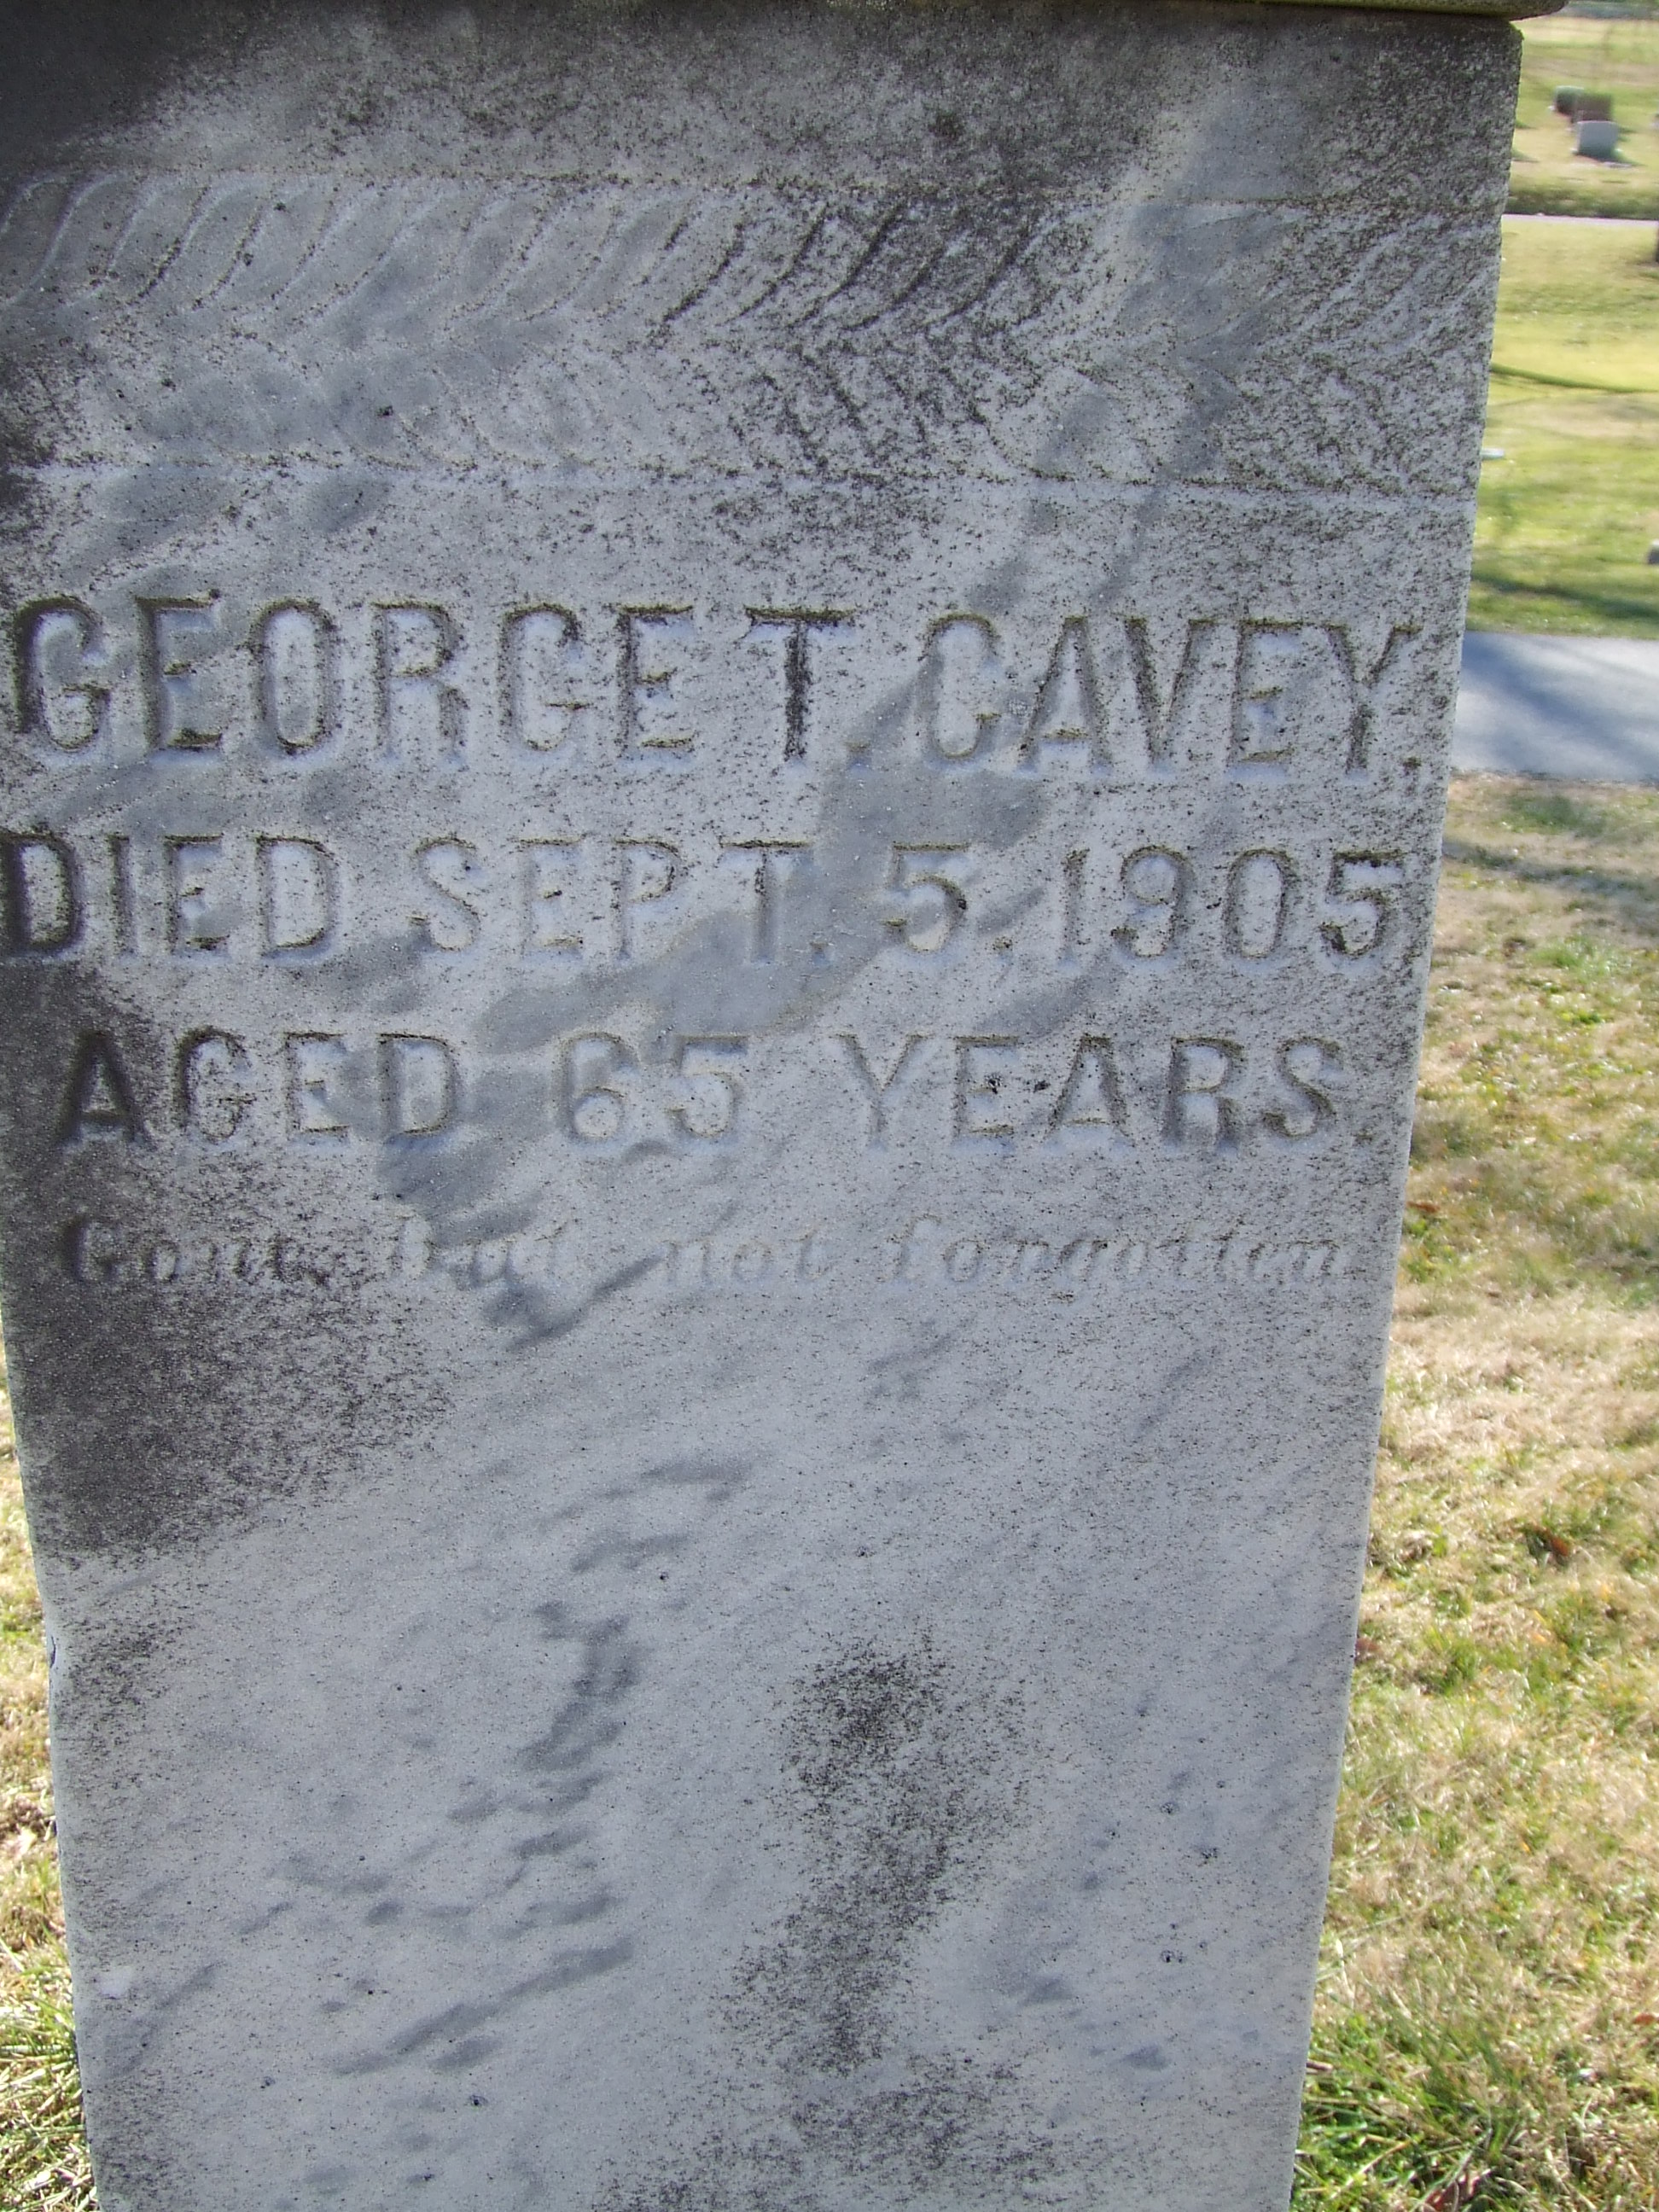 GEORGE T. CAVEY.
DIED SEPT. 5, 1905
AGED 65 YEARS.
Gone but not forgotten